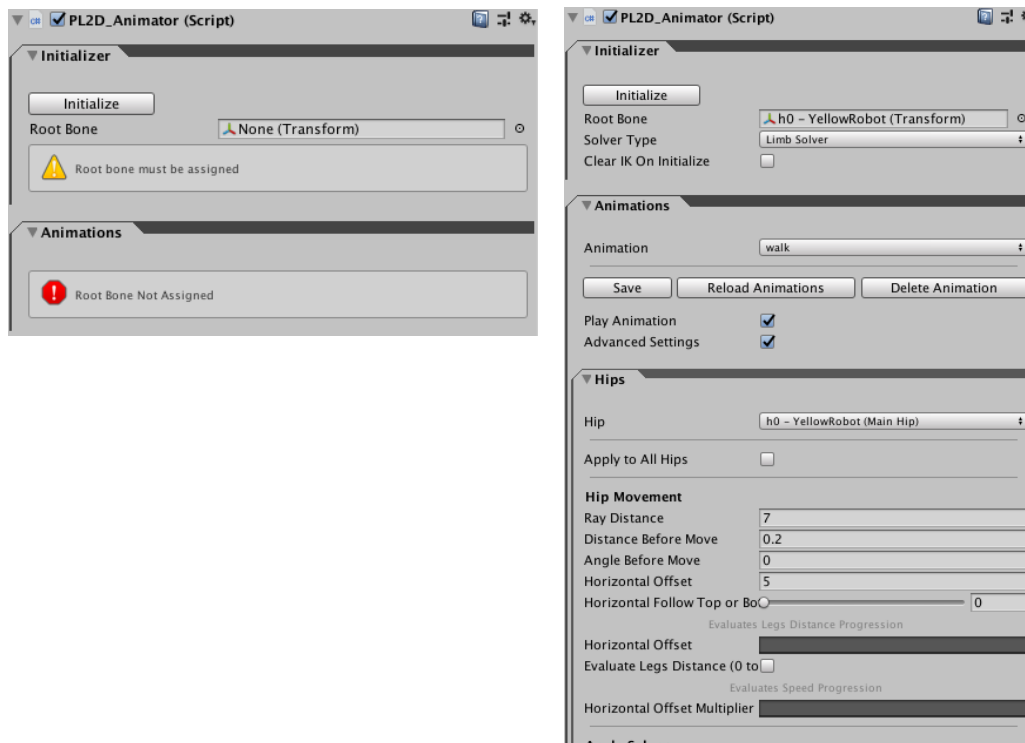 PL2D_Animator (Script)
Initializer
Initialize
Root Bone
None (Transform)
Root bone must be assigned
Animations
Root Bone Not Assigned
PL2D_Animator (Script)
Initializer
Initialize
Root Bone
h0 - YellowRobot (Transform)
Solver Type
Limb Solver
Clear IK On Initialize
Animations
Animation
walk
Save
Reload Animations
Delete Animation
Play Animation
Advanced Settings
Hips
Hip
h0 - YellowRobot (Main Hip)
Apply to All Hips
Hip Movement
Ray Distance
7
Distance Before Move
0.2
Angle Before Move
0
Horizontal Offset
5
Horizontal Follow Top or Bo
0
Evaluates Legs Distance Progression
Horizontal Offset
Evaluate Legs Distance (0 to
Evaluates Speed Progression
Horizontal Offset Multiplier